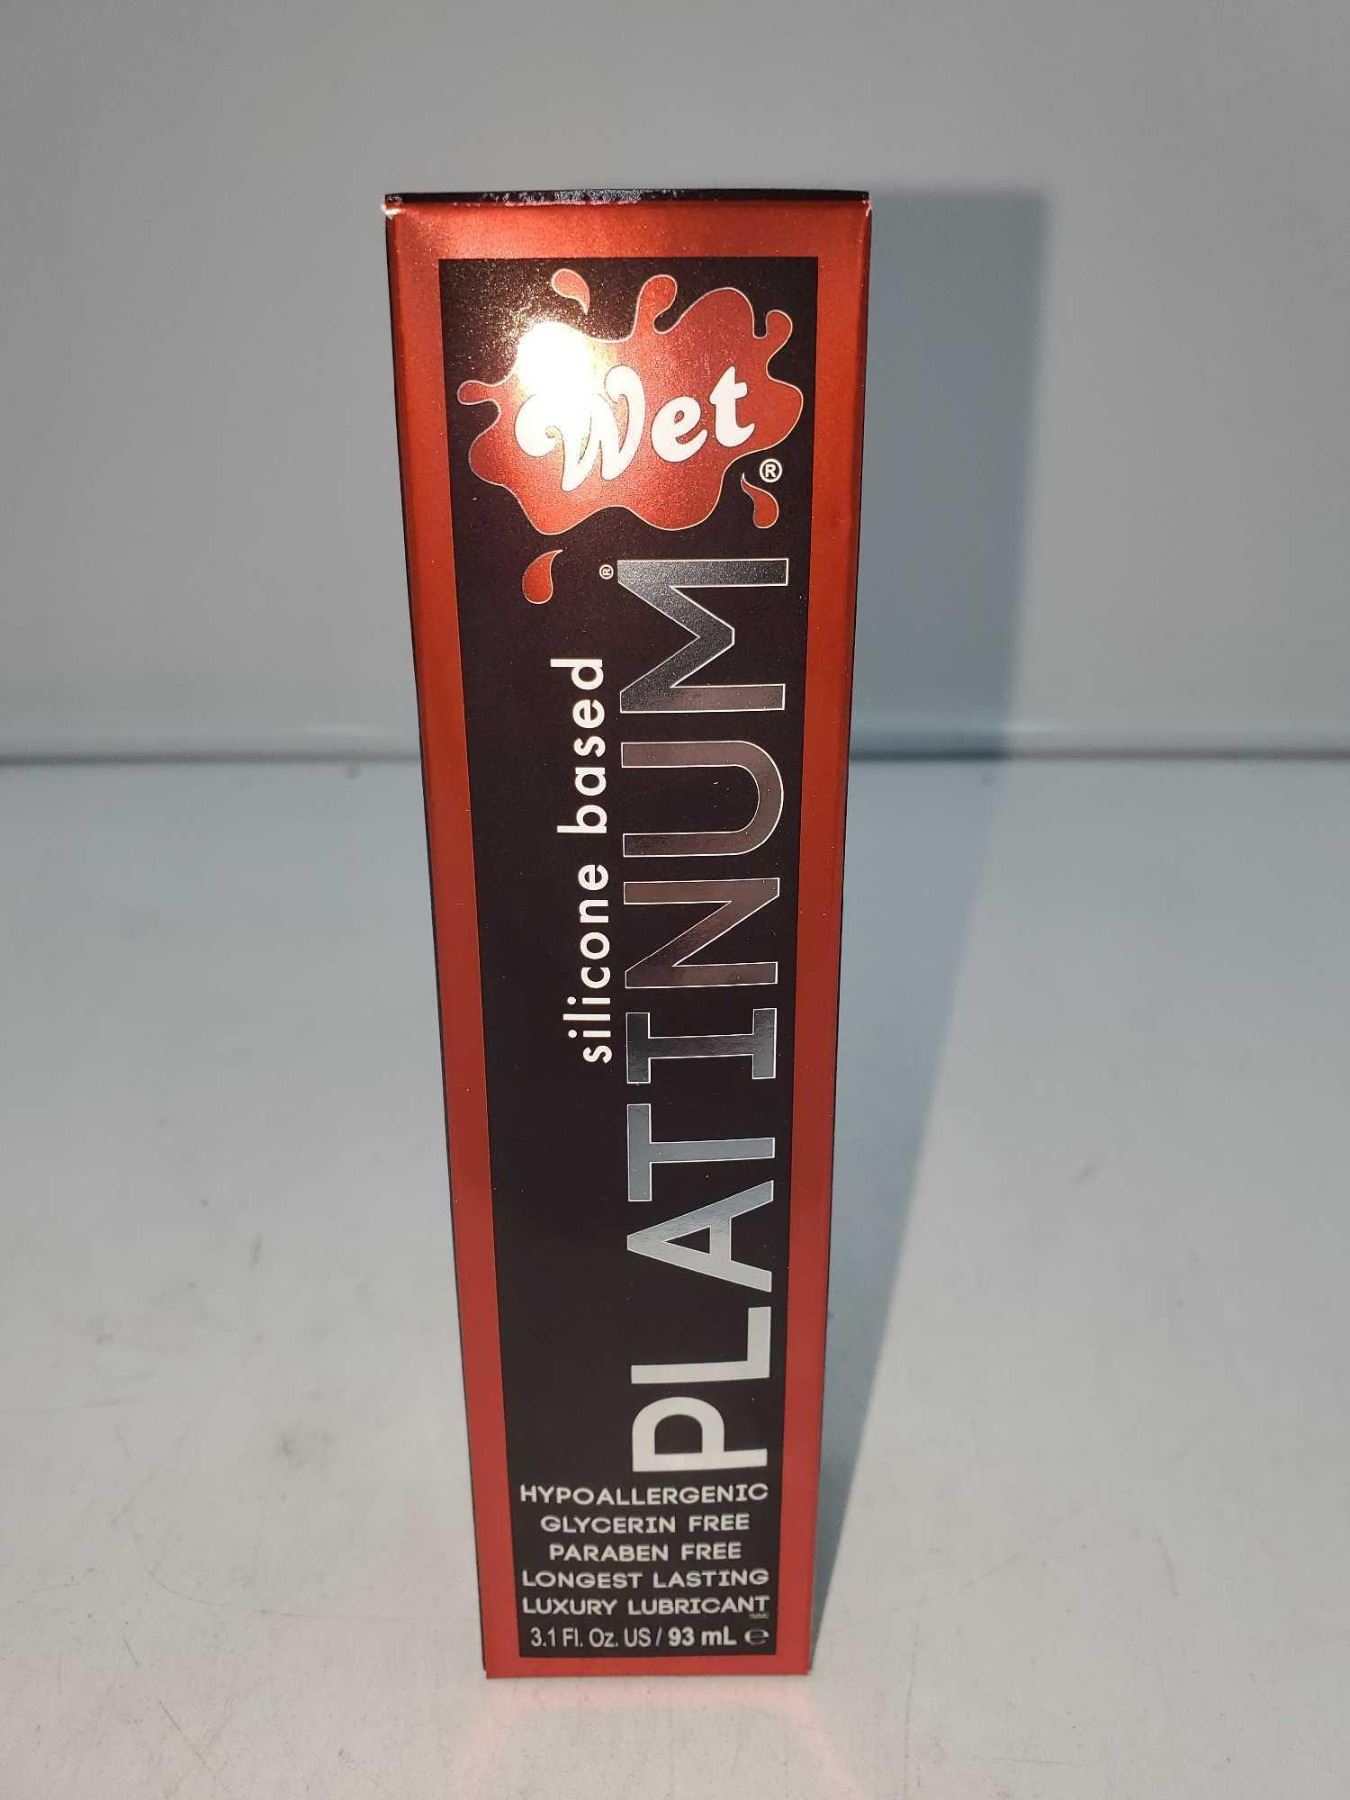 Wet®
silicone based
PLATINUM®
HYPOALLERGENIC
GLYCERIN FREE
PARABEN FREE
LONGEST LASTING
LUXURY LUBRICANT
3.1 Fl. Oz. US / 93 mL ℮